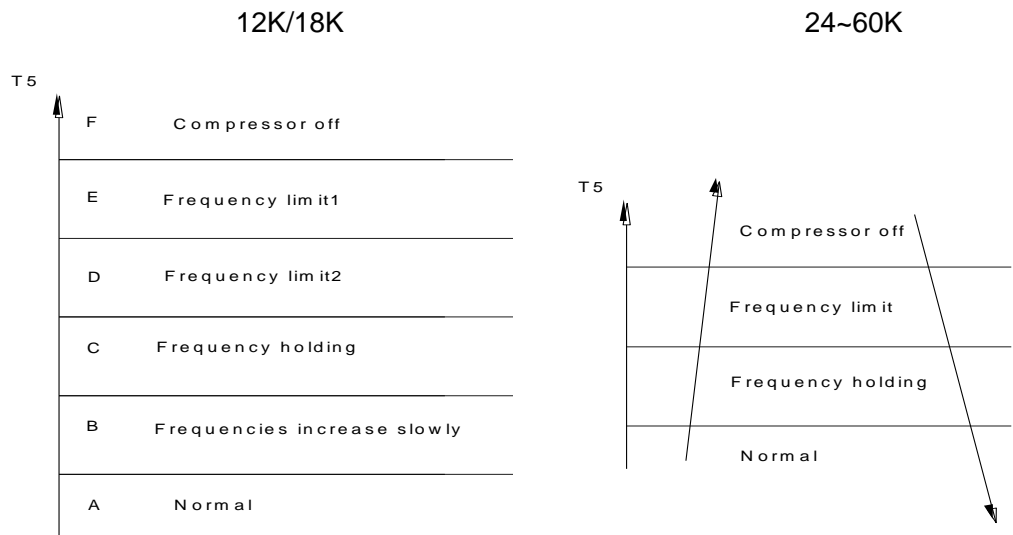 12K/18K
T5
F Compressor off
E Frequency limit1
D Frequency limit2
C Frequency holding
B Frequencies increase slowly
A Normal
24~60K
T5
Compressor off
Frequency limit
Frequency holding
Normal